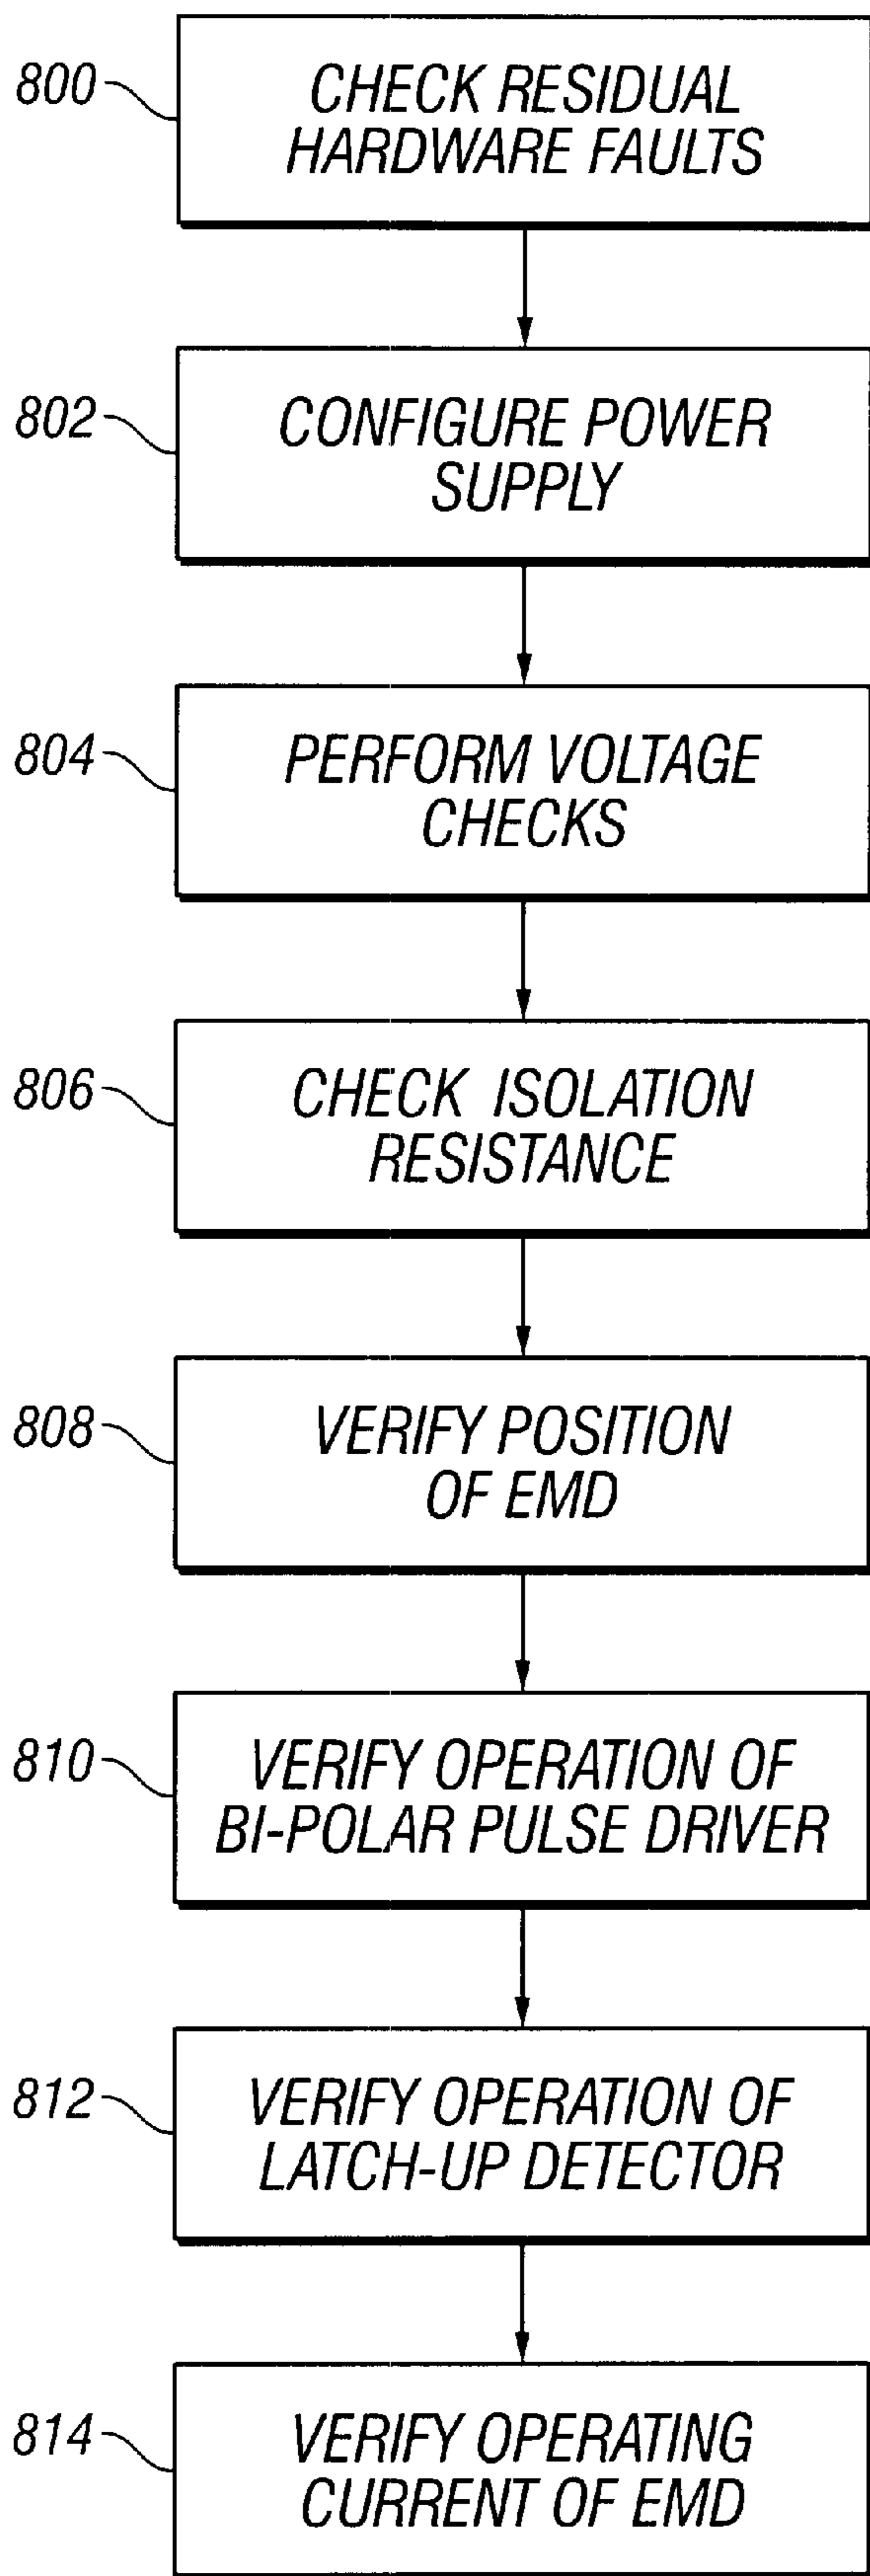 800
CHECK RESIDUAL
HARDWARE FAULTS
802
CONFIGURE POWER
SUPPLY
804
PERFORM VOLTAGE
CHECKS
806
CHECK ISOLATION
RESISTANCE
808
VERIFY POSITION
OF EMD
810
VERIFY OPERATION OF
BI-POLAR PULSE DRIVER
812
VERIFY OPERATION OF
LATCH-UP DETECTOR
814
VERIFY OPERATING
CURRENT OF EMD